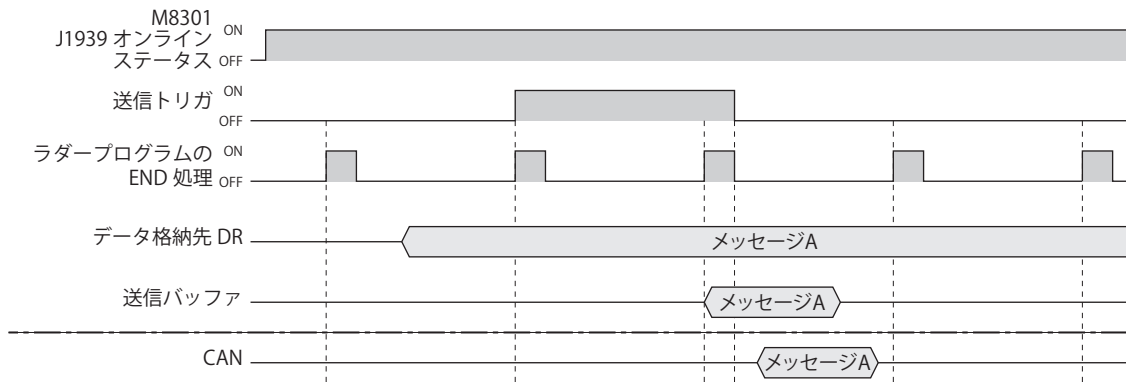 M8301
J1939 オンライン
ステータス
ON
OFF
送信トリガ
ON
OFF
ラダープログラムの
END 処理
ON
OFF
データ格納先 DR
メッセージA
送信バッファ
メッセージA
CAN
メッセージA